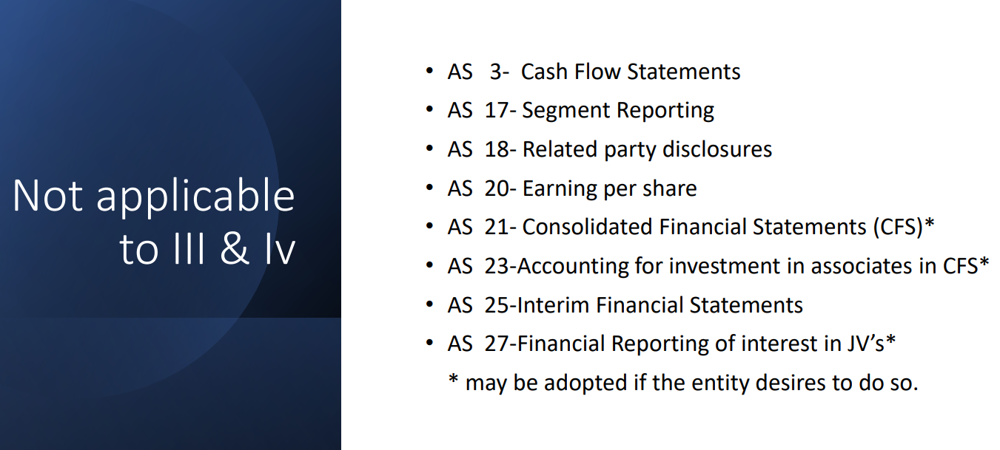 Not applicable
to III & Iv
• AS 3- Cash Flow Statements
• AS 17- Segment Reporting
• AS 18- Related party disclosures
• AS 20- Earning per share
• AS 21- Consolidated Financial Statements (CFS)*
• AS 23-Accounting for investment in associates in CFS*
• AS 25-Interim Financial Statements
• AS 27-Financial Reporting of interest in JV’s*
* may be adopted if the entity desires to do so.